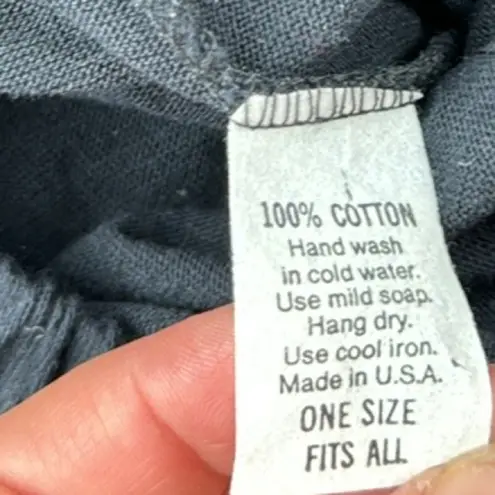 100% COTTON
Hand wash
in cold water.
Use mild soap.
Hang dry.
Use cool iron.
Made in U.S.A.
ONE SIZE
FITS ALL